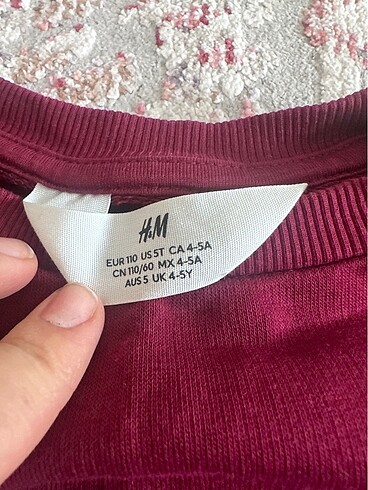 H&M
EUR 110 US 5T CA 4-5A
CN 110/60 MX 4-5A
AUS 5 UK 4-5Y